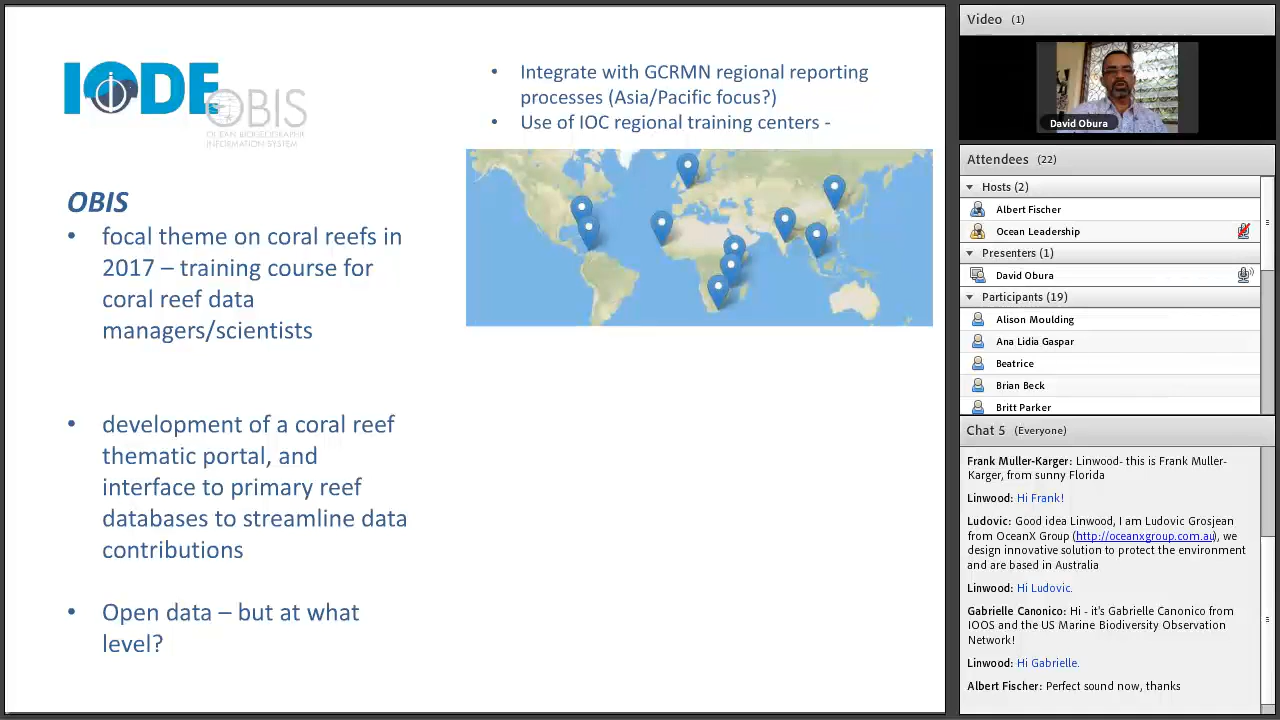 IODE
OBIS
OCEAN BIOGEOGRAPHIC
INFORMATION SYSTEM
OBIS
• focal theme on coral reefs in
2017 – training course for
coral reef data
managers/scientists
• development of a coral reef
thematic portal, and
interface to primary reef
databases to streamline data
contributions
• Open data – but at what
level?
• Integrate with GCRMN regional reporting
processes (Asia/Pacific focus?)
• Use of IOC regional training centers -
Video (1)
David Obura
Attendees (22)
Hosts (2)
Albert Fischer
Ocean Leadership
Presenters (1)
David Obura
Participants (19)
Alison Moulding
Ana Lidia Gaspar
Beatrice
Brian Beck
Britt Parker
Chat 5 (Everyone)
Frank Muller-Karger: Linwood- this is Frank Muller-
Karger, from sunny Florida
Linwood: Hi Frank!
Ludovic: Good idea Linwood, I am Ludovic Grosjean
from OceanX Group (http://oceanxgroup.com.au), we
design innovative solution to protect the environment
and are based in Australia
Linwood: Hi Ludovic.
Gabrielle Canonico: Hi - it's Gabrielle Canonico from
IOOS and the US Marine Biodiversity Observation
Network!
Linwood: Hi Gabrielle.
Albert Fischer: Perfect sound now, thanks